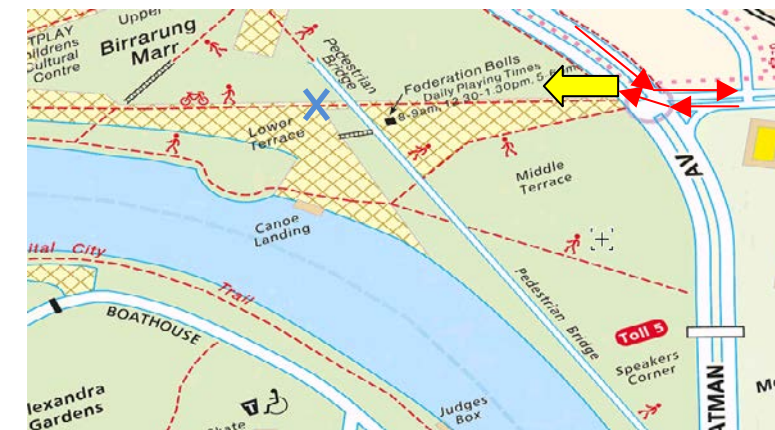 Upper
Birrarung
Marr
TPLAY
ildrens
Cultural
Centre
Pedestrian
Bridge
Federation Bells
Daily Playing Times
8-9am, 12.30-1.30pm, 5
Lower
Terrace
Middle
Terrace
Canoe
Landing
AV
ital City
Trail
BOATHOUSE
Pedestrian Bridge
Toll 5
Speakers
Corner
ATMAN
M
lexandra
Gardens
Skate
Judges
Box